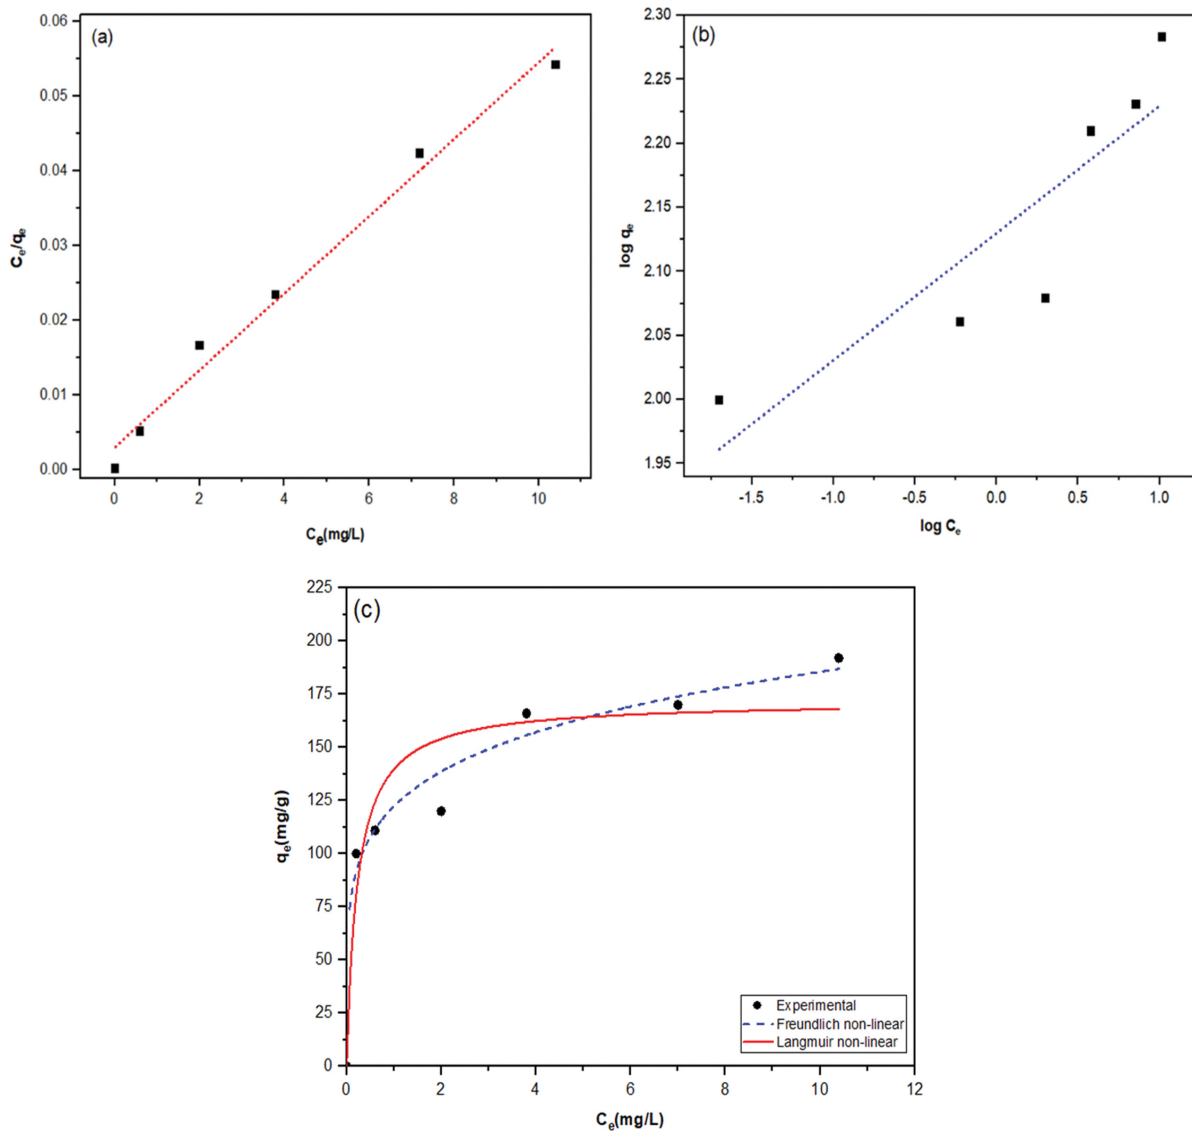 (a)
0.06
0.05
0.04
0.03
0.02
0.01
0.00
Ce/qe
0 2 4 6 8 10
Ce(mg/L)
(b)
2.30
2.25
2.20
2.15
2.10
2.05
2.00
1.95
log qe
-1.5 -1.0 -0.5 0.0 0.5 1.0
log Ce
(c)
225
200
175
150
125
100
75
50
25
0
qe(mg/g)
0 2 4 6 8 10 12
Ce(mg/L)
Experimental
Freundlich non-linear
Langmuir non-linear